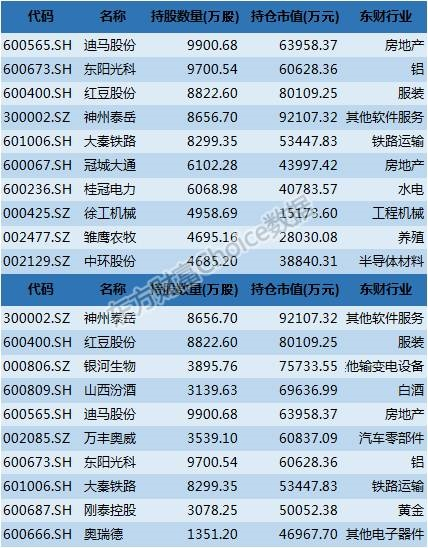 代码 名称 持股数量(万股) 持仓市值(万元) 东财行业
600565.SH 迪马股份 9900.68 63958.37 房地产
600673.SH 东阳光科 9700.54 60628.36 铝
600400.SH 红豆股份 8822.60 80109.25 服装
300002.SZ 神州泰岳 8656.70 92107.32 其他软件服务
601006.SH 大秦铁路 8299.35 53447.83 铁路运输
600067.SH 冠城大通 6102.28 43997.42 房地产
600236.SH 桂冠电力 6068.98 40783.57 水电
000425.SZ 徐工机械 4958.69 15173.60 工程机械
002477.SZ 雏鹰农牧 4695.16 28030.08 养殖
002129.SZ 中环股份 4685.20 38840.31 半导体材料
代码 名称 持股数量(万股) 持仓市值(万元) 东财行业
300002.SZ 神州泰岳 8656.70 92107.32 其他软件服务
600400.SH 红豆股份 8822.60 80109.25 服装
000806.SZ 银河生物 3895.76 75733.55 他输变电设备
600809.SH 山西汾酒 3139.63 69636.99 白酒
600565.SH 迪马股份 9900.68 63958.37 房地产
002085.SZ 万丰奥威 3539.10 60837.09 汽车零部件
600673.SH 东阳光科 9700.54 60628.36 铝
601006.SH 大秦铁路 8299.35 53447.83 铁路运输
600687.SH 刚泰控股 3078.25 50052.38 黄金
600666.SH 奥瑞德 1351.20 46967.70 其他电子器件
东方财富Choice数据